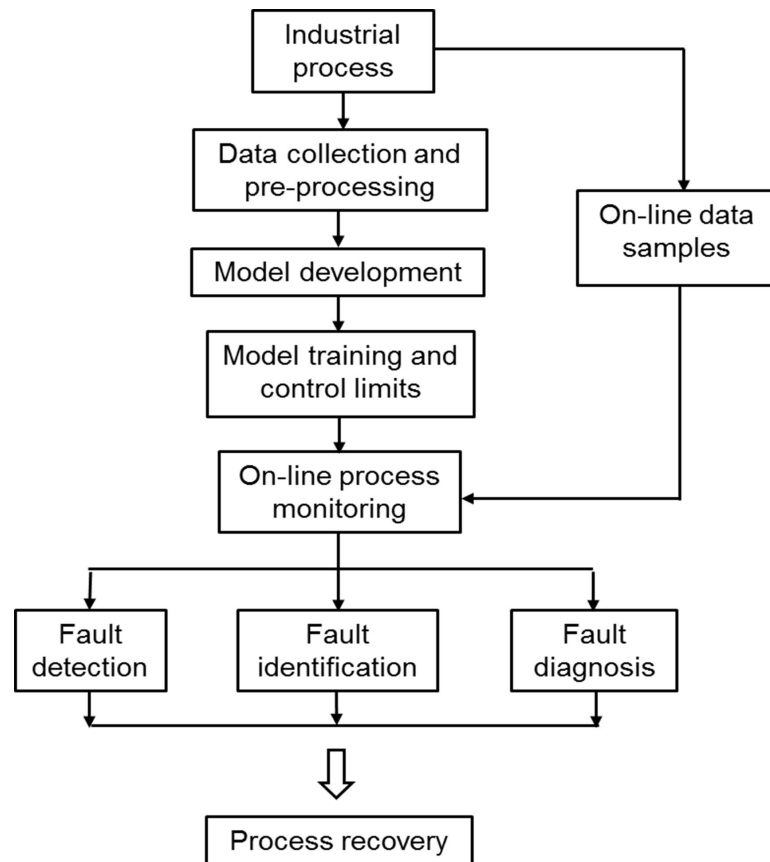 Industrial
process
Data collection and
pre-processing
On-line data
samples
Model development
Model training and
control limits
On-line process
monitoring
Fault
detection
Fault
identification
Fault
diagnosis
Process recovery